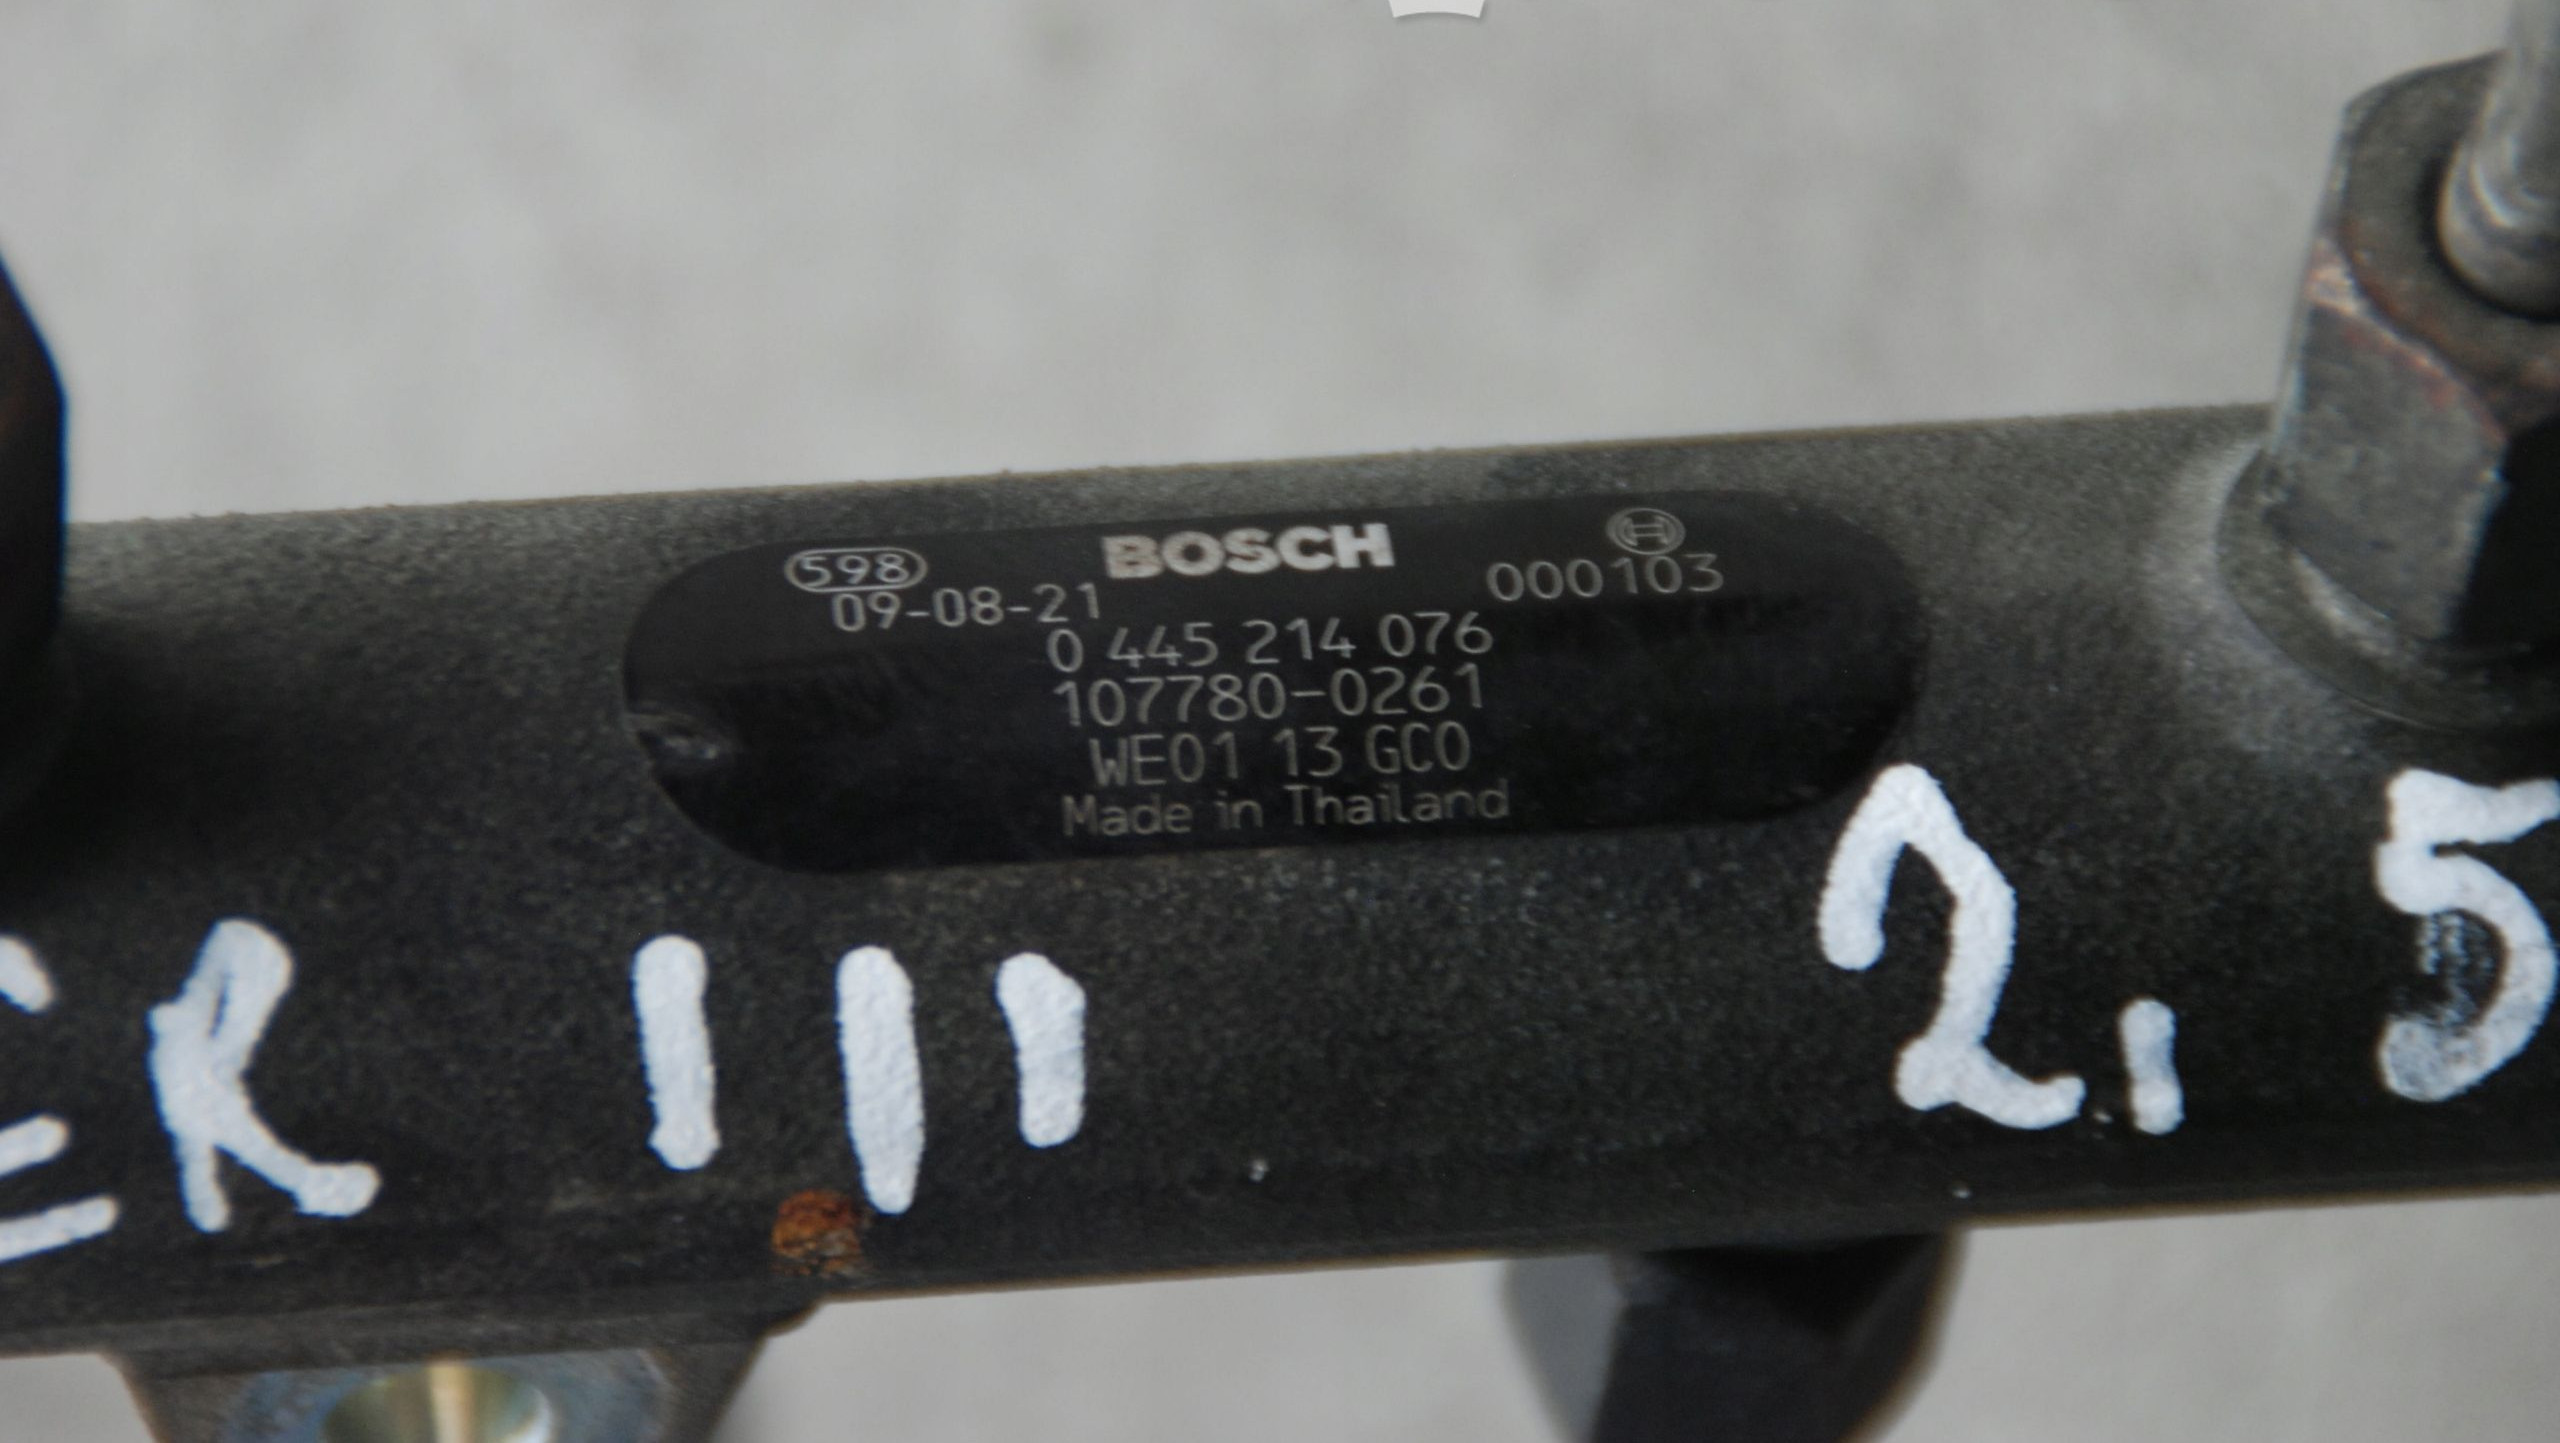 598 BOSCH
09-08-21 000103
0 445 214 076
107780-0261
WE01 13 GC0
Made in Thailand
ER III 2,5